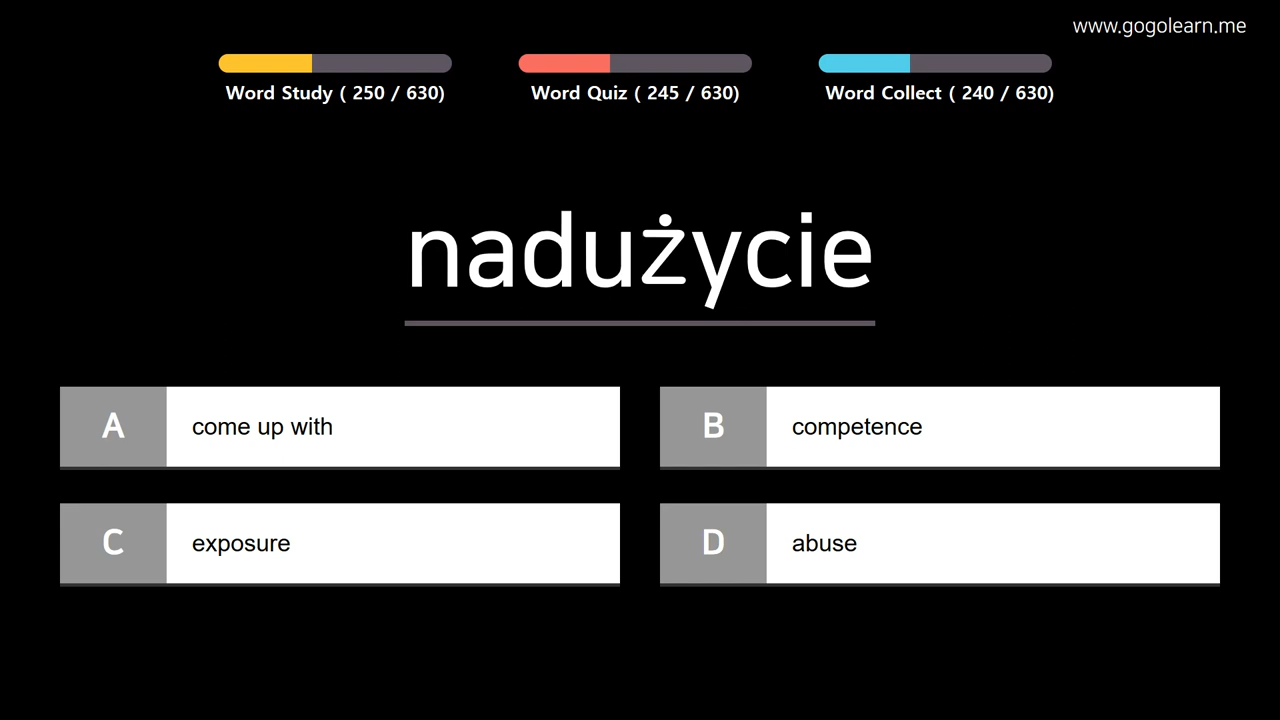 www.gogolearn.me
Word Study ( 250 / 630)
Word Quiz ( 245 / 630)
Word Collect ( 240 / 630)
nadużycie
A
come up with
B
competence
C
exposure
D
abuse